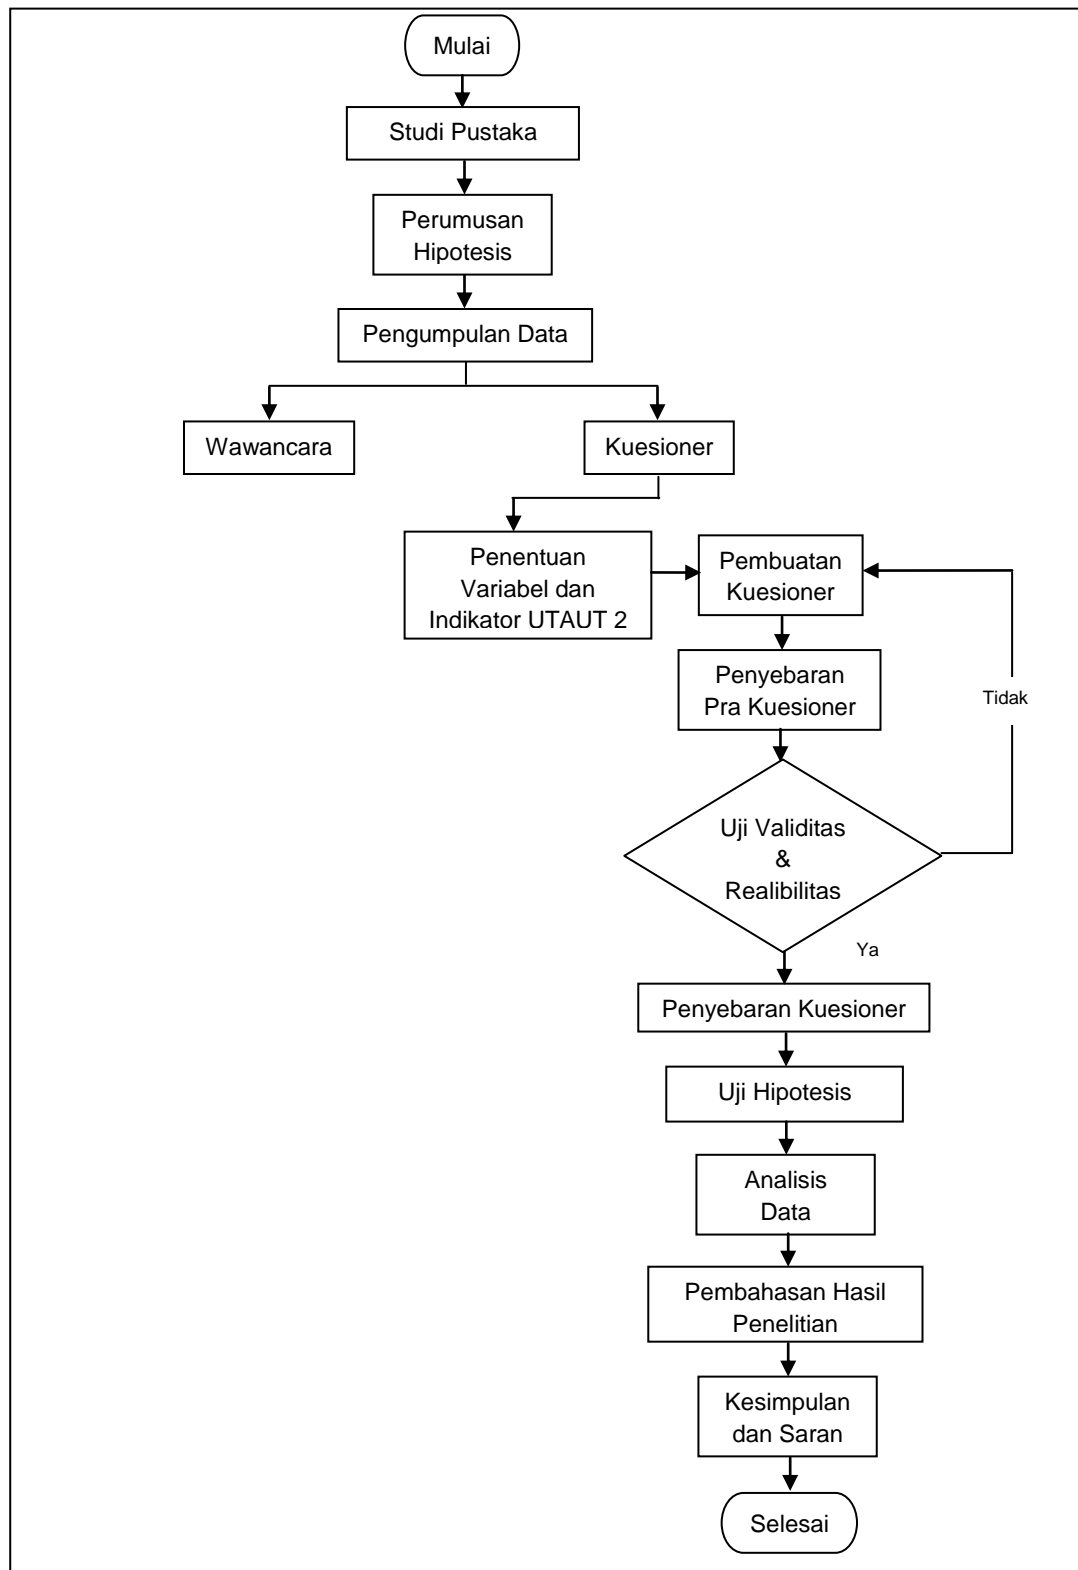 Mulai
Studi Pustaka
Perumusan
Hipotesis
Pengumpulan Data
Wawancara
Kuesioner
Penentuan
Variabel dan
Indikator UTAUT 2
Pembuatan
Kuesioner
Penyebaran
Pra Kuesioner
Tidak
Uji Validitas
&
Realibilitas
Ya
Penyebaran Kuesioner
Uji Hipotesis
Analisis
Data
Pembahasan Hasil
Penelitian
Kesimpulan
dan Saran
Selesai